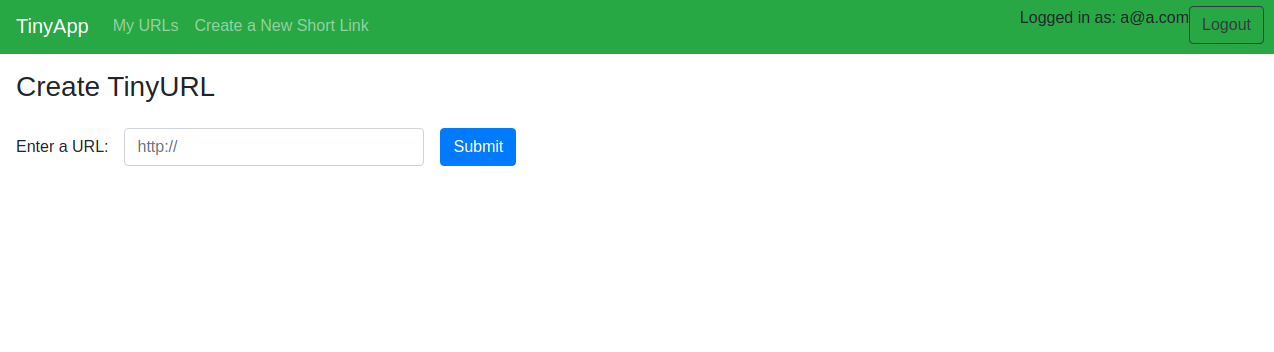 TinyApp My URLs Create a New Short Link Logged in as: a@a.com Logout
Create TinyURL
Enter a URL: http:// Submit